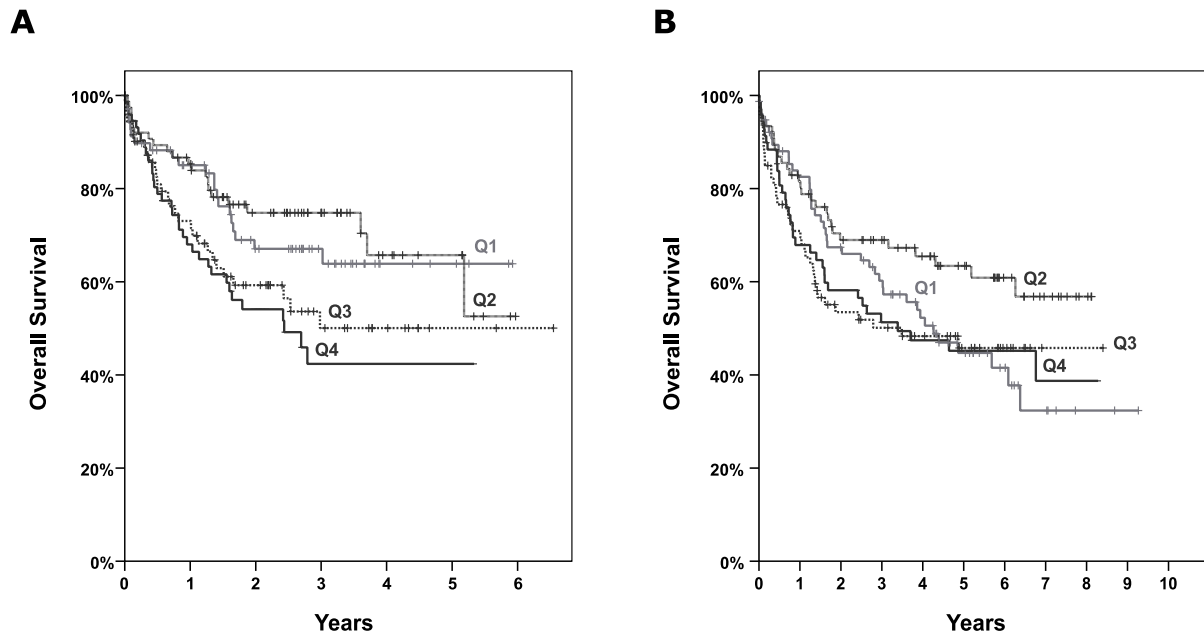 A
B
100%
80%
60%
40%
20%
0%
Overall Survival
0 1 2 3 4 5 6
Years
Q1
Q2
Q3
Q4
100%
80%
60%
40%
20%
0%
Overall Survival
0 1 2 3 4 5 6 7 8 9 10
Years
Q2
Q1
Q3
Q4